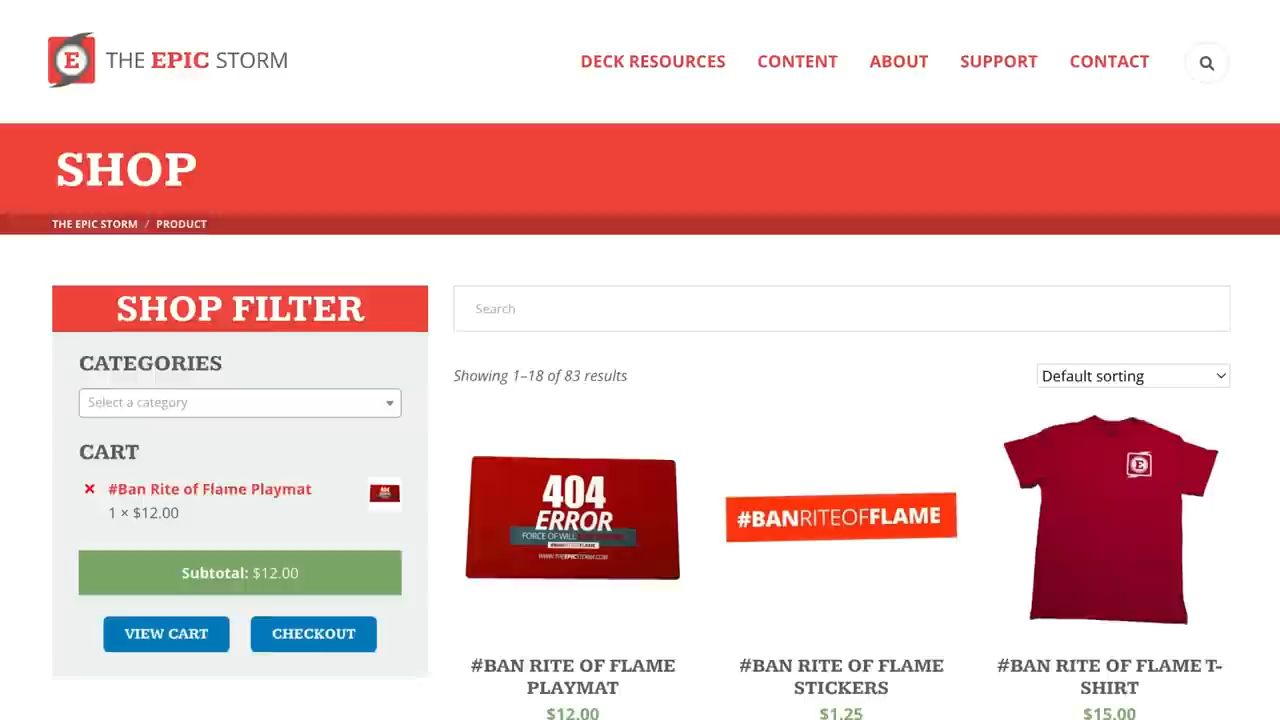 E THE EPIC STORM
DECK RESOURCES CONTENT ABOUT SUPPORT CONTACT
SHOP
THE EPIC STORM / PRODUCT
SHOP FILTER
CATEGORIES
Select a category
CART
× #Ban Rite of Flame Playmat
1 × $12.00
Subtotal: $12.00
VIEW CART CHECKOUT
Search
Showing 1–18 of 83 results
Default sorting
404
ERROR
FORCE OF WILL
WWW.THEEPICSTORM.COM
#BANRITEOFFLAME
E
#BAN RITE OF FLAME
PLAYMAT
$12.00
#BAN RITE OF FLAME
STICKERS
$1.25
#BAN RITE OF FLAME T-
SHIRT
$15.00